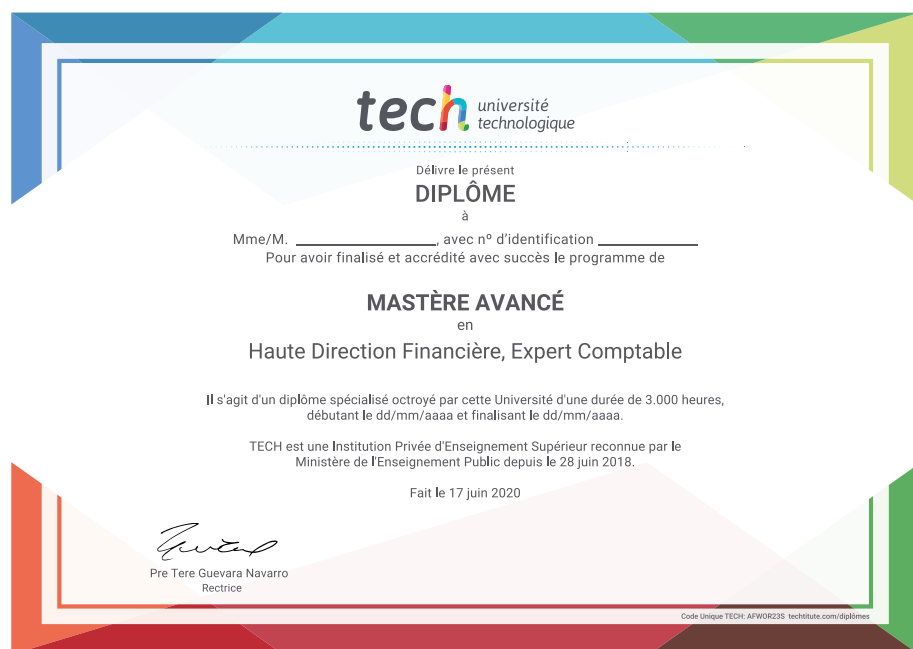 tech université
technologique
Délivre le présent
DIPLÔME
à
Mme/M. ____________________, avec nº d'identification ______________
Pour avoir finalisé et accrédité avec succès le programme de
MASTÈRE AVANCÉ
en
Haute Direction Financière, Expert Comptable
Il s'agit d'un diplôme spécialisé octroyé par cette Université d'une durée de 3.000 heures,
débutant le dd/mm/aaaa et finalisant le dd/mm/aaaa.
TECH est une Institution Privée d'Enseignement Supérieur reconnue par le
Ministère de l'Enseignement Public depuis le 28 juin 2018.
Fait le 17 juin 2020
Pre Tere Guevara Navarro
Rectrice
Code Unique TECH: AFWOR23S techtitute.com/diplômes